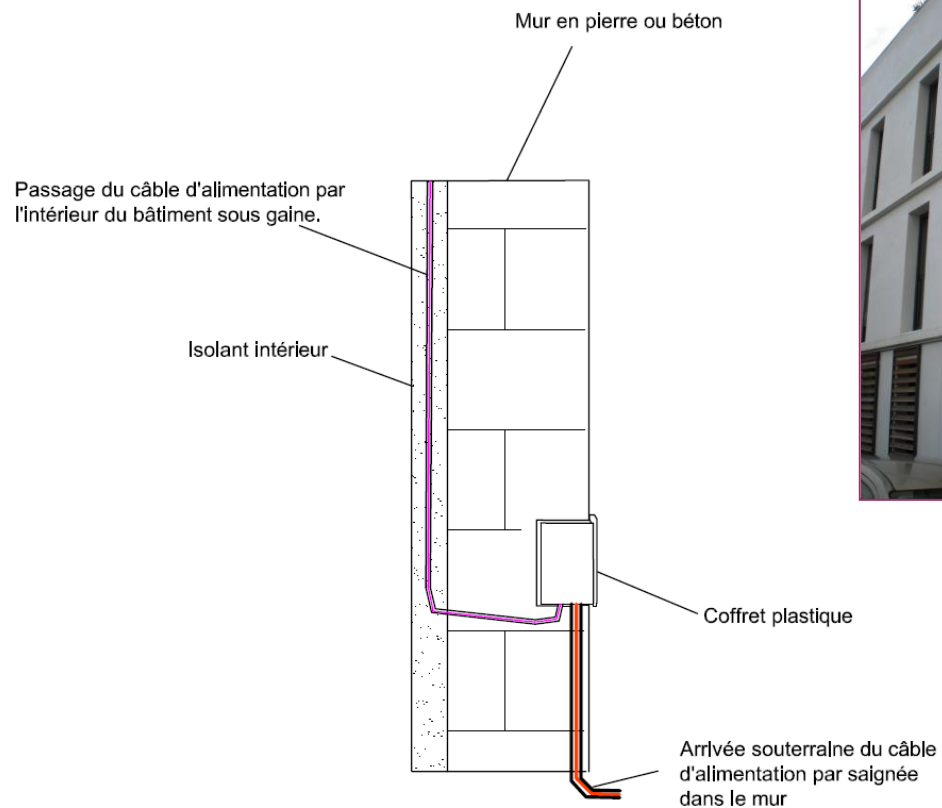 Mur en pierre ou béton
Passage du câble d'alimentation par
l'intérieur du bâtiment sous gaine.
Isolant intérieur
Coffret plastique
Arrivée souterraine du câble
d'alimentation par saignée
dans le mur